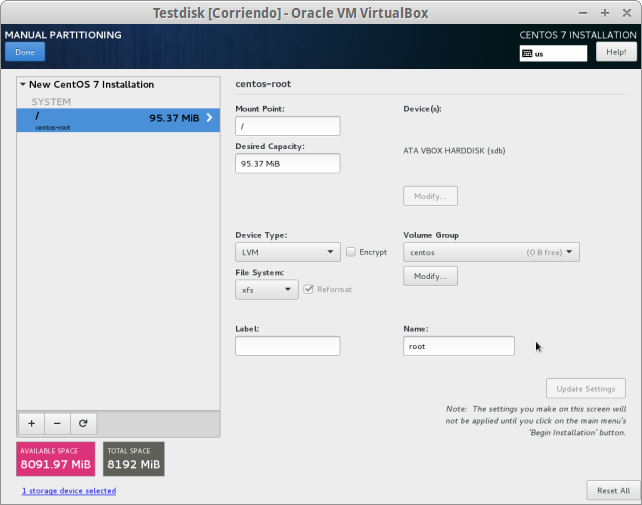 Testdisk [Corriendo] - Oracle VM VirtualBox
MANUAL PARTITIONING
CENTOS 7 INSTALLATION
Done
us
Help!
New CentOS 7 Installation
SYSTEM
/
95.37 MiB
centos-root
centos-root
Mount Point:
/
Desired Capacity:
95.37 MiB
Device(s):
ATA VBOX HARDDISK (sdb)
Modify...
Device Type:
LVM
Encrypt
Volume Group
centos (0 B free)
File System:
xfs
Reformat
Modify...
Label:
Name:
root
Update Settings
Note: The settings you make on this screen will
not be applied until you click on the main menu's
'Begin Installation' button.
AVAILABLE SPACE
8091.97 MiB
TOTAL SPACE
8192 MiB
1 storage device selected
Reset All